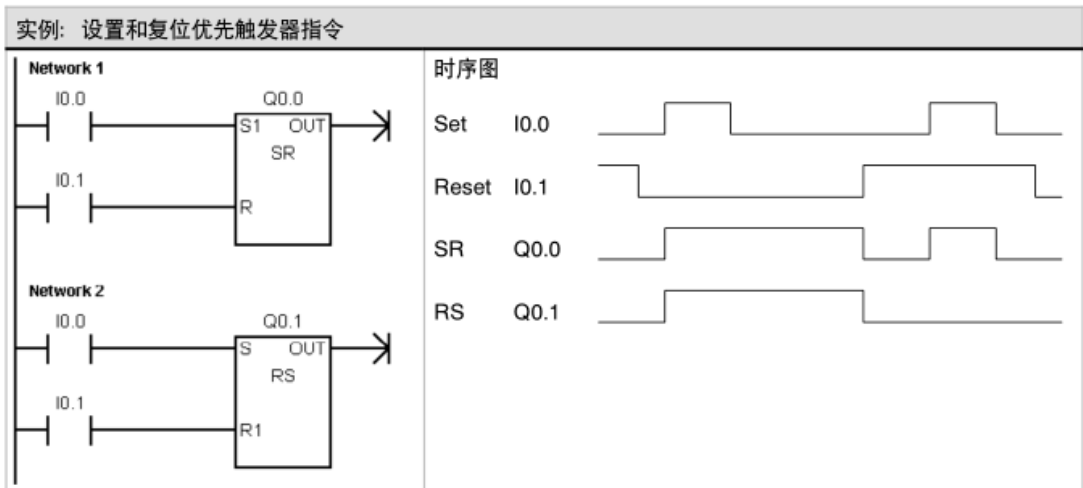 实例: 设置和复位优先触发器指令
Network 1
I0.0 Q0.0
S1 OUT
SR
I0.1
R
Network 2
I0.0 Q0.1
S OUT
RS
I0.1
R1
时序图
Set I0.0
Reset I0.1
SR Q0.0
RS Q0.1